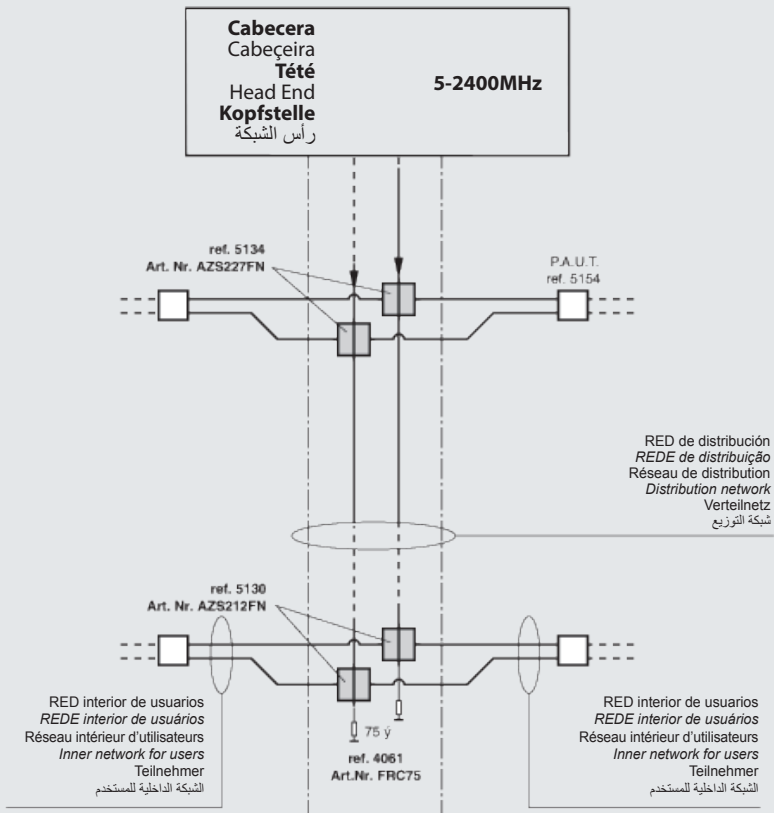 Cabecera
Cabeçeira
Tété
Head End
Kopfstelle
رأس الشبكة
5-2400MHz
ref. 5134
Art. Nr. AZS227FN
P.A.U.T.
ref. 5154
RED de distribución
REDE de distribuição
Réseau de distribution
Distribution network
Verteilnetz
شبكة التوزيع
ref. 5130
Art. Nr. AZS212FN
RED interior de usuarios
REDE interior de usuários
Réseau intérieur d'utilisateurs
Inner network for users
Teilnehmer
الشبكة الداخلية للمستخدم
75 ÿ
ref. 4061
Art.Nr. FRC75
RED interior de usuarios
REDE interior de usuários
Réseau intérieur d'utilisateurs
Inner network for users
Teilnehmer
الشبكة الداخلية للمستخدم